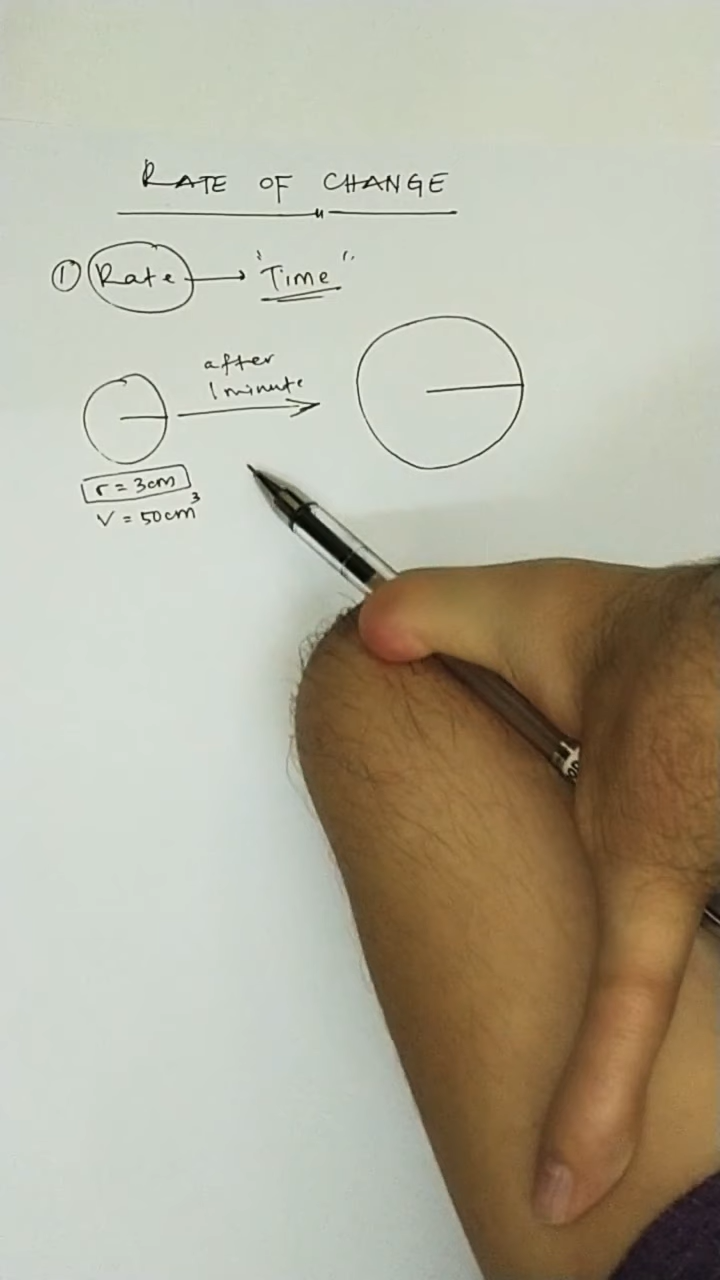 RATE OF CHANGE
① Rate → "Time"
after
1 minute
r = 3cm
V = 50cm³